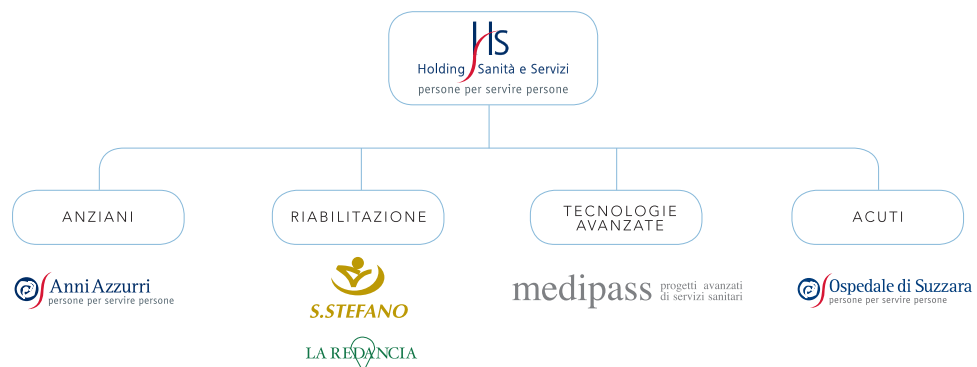 HS
Holding Sanità e Servizi
persone per servire persone
ANZIANI
RIABILITAZIONE
TECNOLOGIE
AVANZATE
ACUTI
Anni Azzurri
persone per servire persone
S.STEFANO
LA REDANCIA
medipass
progetti avanzati
di servizi sanitari
Ospedale di Suzzara
persone per servire persone